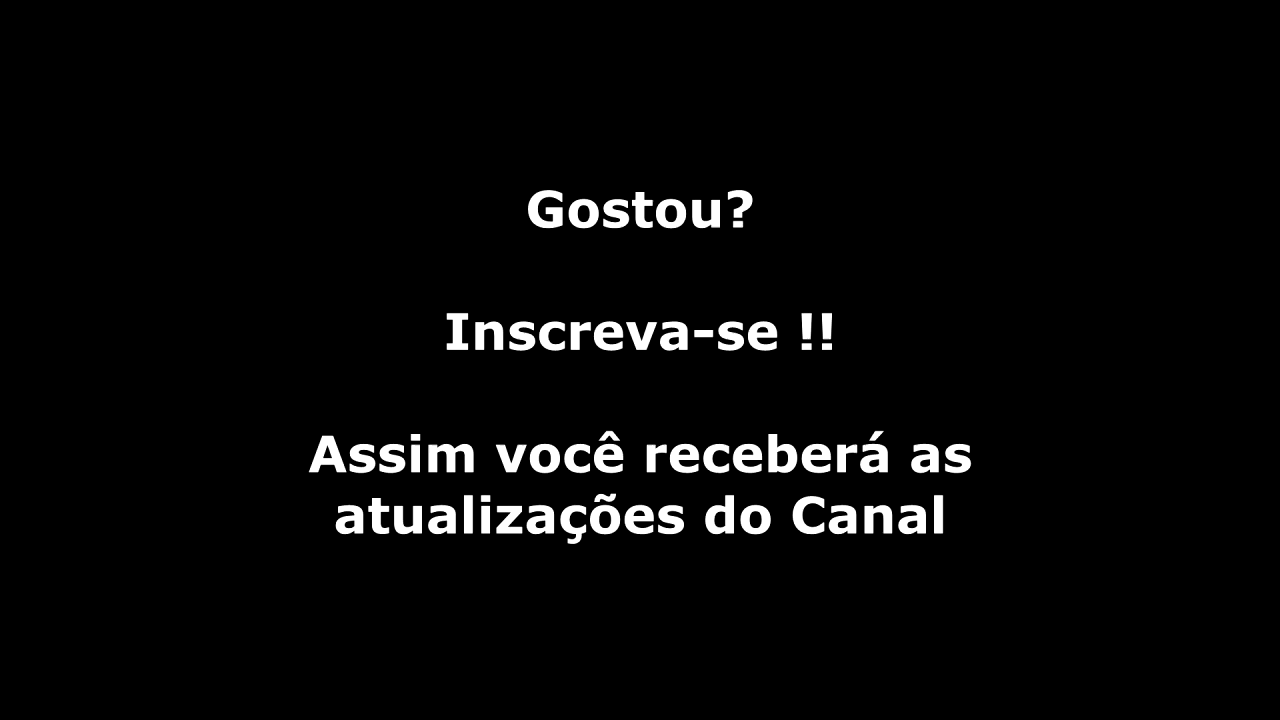 Gostou?
Inscreva-se !!
Assim você receberá as
atualizações do Canal